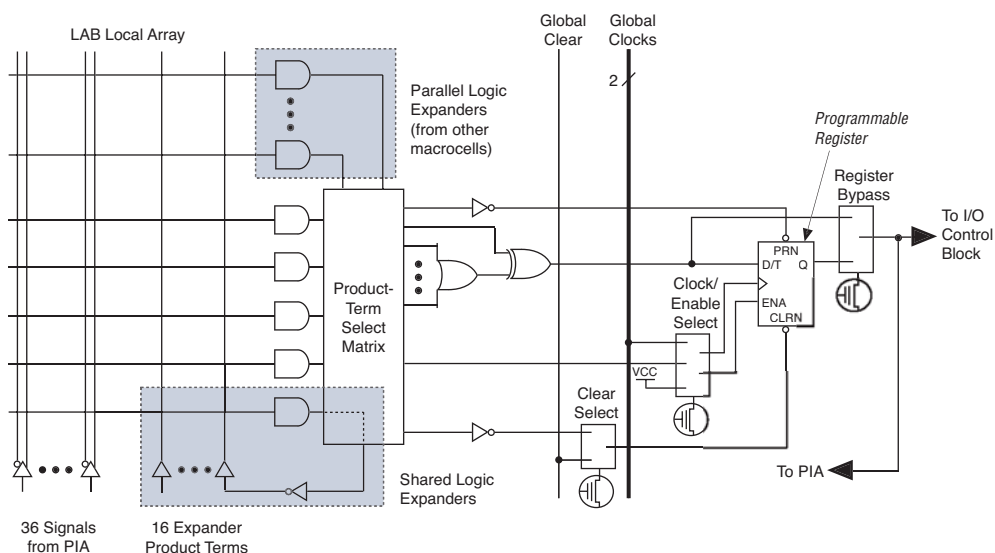 LAB Local Array
Global
Clear
Global
Clocks
2
Parallel Logic
Expanders
(from other
macrocells)
Programmable
Register
Register
Bypass
To I/O
Control
Block
PRN
D/T
Q
ENA
CLRN
Clock/
Enable
Select
Product-
Term
Select
Matrix
VCC
Clear
Select
To PIA
Shared Logic
Expanders
36 Signals
from PIA
16 Expander
Product Terms